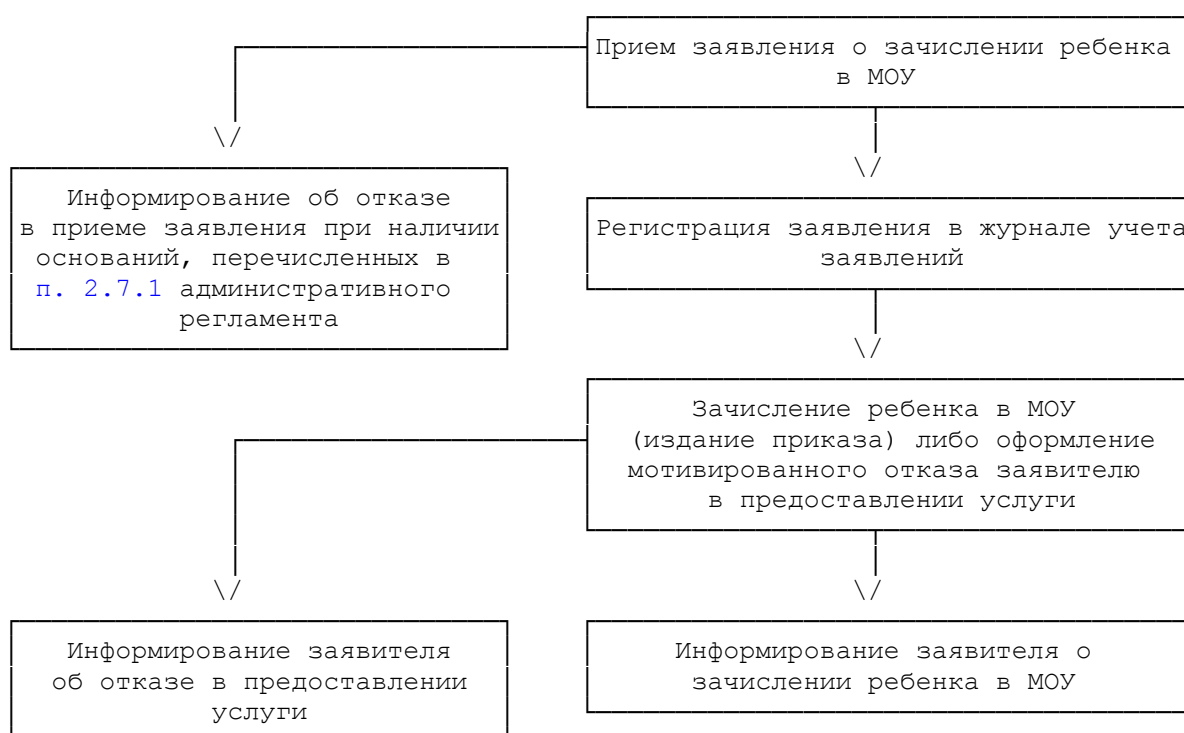 Прием заявления о зачислении ребенка
в МОУ
Информирование об отказе
в приеме заявления при наличии
оснований, перечисленных в
п. 2.7.1 административного
регламента
Регистрация заявления в журнале учета
заявлений
Зачисление ребенка в МОУ
(издание приказа) либо оформление
мотивированного отказа заявителю
в предоставлении услуги
Информирование заявителя
об отказе в предоставлении
услуги
Информирование заявителя о
зачислении ребенка в МОУ